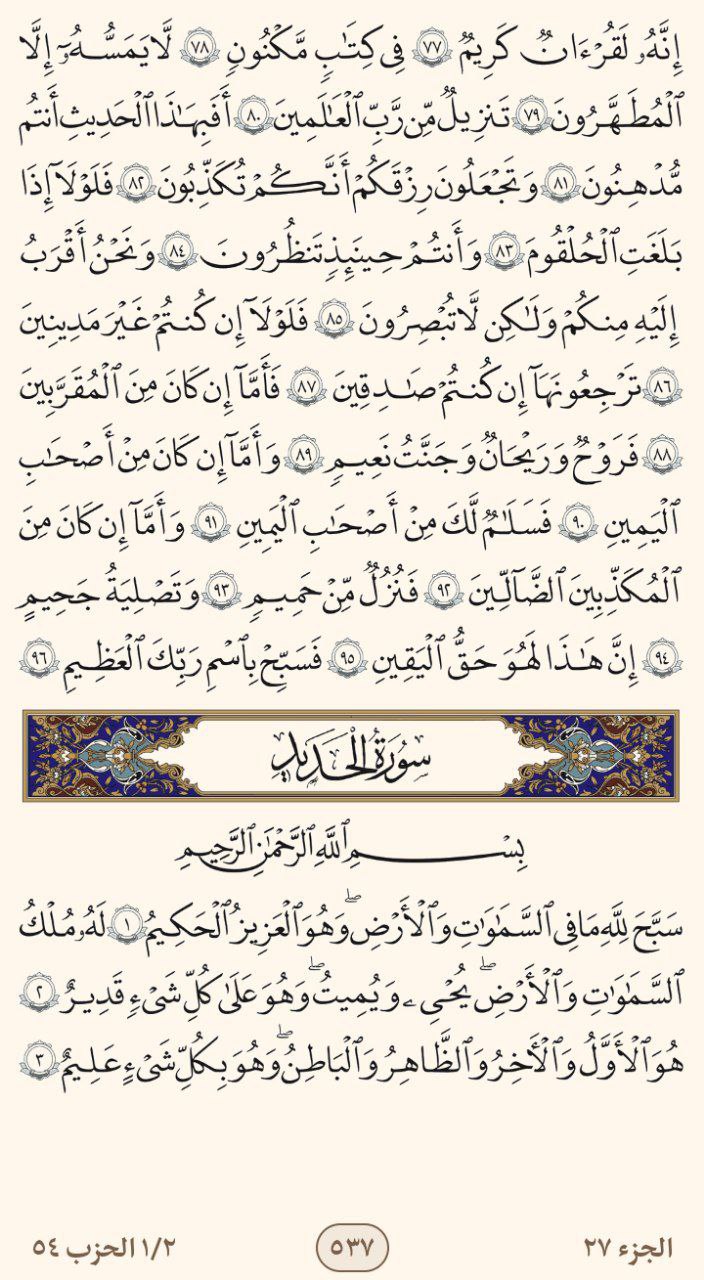 إِنَّهُۥ لَقُرْءَانٌ كَرِيمٌ ٧٧ فِى كِتَٰبٍ مَّكْنُونٍ ٧٨ لَّا يَمَسُّهُۥٓ إِلَّا
ٱلْمُطَهَّرُونَ ٧٩ تَنزِيلٌ مِّن رَّبِّ ٱلْعَٰلَمِينَ ٨٠ أَفَبِهَٰذَا ٱلْحَدِيثِ أَنتُم
مُّدْهِنُونَ ٨١ وَتَجْعَلُونَ رِزْقَكُمْ أَنَّكُمْ تُكَذِّبُونَ ٨٢ فَلَوْلَآ إِذَا
بَلَغَتِ ٱلْحُلْقُومَ ٨٣ وَأَنتُمْ حِينَئِذٍ تَنظُرُونَ ٨٤ وَنَحْنُ أَقْرَبُ
إِلَيْهِ مِنكُمْ وَلَٰكِن لَّا تُبْصِرُونَ ٨٥ فَلَوْلَآ إِن كُنتُمْ غَيْرَ مَدِينِينَ
٨٦ تَرْجِعُونَهَآ إِن كُنتُمْ صَٰدِقِينَ ٨٧ فَأَمَّآ إِن كَانَ مِنَ ٱلْمُقَرَّبِينَ
٨٨ فَرَوْحٌ وَرَيْحَانٌ وَجَنَّتُ نَعِيمٍ ٨٩ وَأَمَّآ إِن كَانَ مِنْ أَصْحَٰبِ
ٱلْيَمِينِ ٩٠ فَسَلَٰمٌ لَّكَ مِنْ أَصْحَٰبِ ٱلْيَمِينِ ٩١ وَأَمَّآ إِن كَانَ مِنَ
ٱلْمُكَذِّبِينَ ٱلضَّآلِّينَ ٩٢ فَنُزُلٌ مِّنْ حَمِيمٍ ٩٣ وَتَصْلِيَةُ جَحِيمٍ
٩٤ إِنَّ هَٰذَا لَهُوَ حَقُّ ٱلْيَقِينِ ٩٥ فَسَبِّحْ بِٱسْمِ رَبِّكَ ٱلْعَظِيمِ ٩٦
سُورَةُ الْحَدِيدِ
بِسْمِ ٱللَّهِ ٱلرَّحْمَٰنِ ٱلرَّحِيمِ
سَبَّحَ لِلَّهِ مَا فِى ٱلسَّمَٰوَٰتِ وَٱلْأَرْضِ ۖ وَهُوَ ٱلْعَزِيزُ ٱلْحَكِيمُ ١ لَهُۥ مُلْكُ
ٱلسَّمَٰوَٰتِ وَٱلْأَرْضِ ۖ يُحْىِۦ وَيُمِيتُ ۖ وَهُوَ عَلَىٰ كُلِّ شَىْءٍ قَدِيرٌ ٢
هُوَ ٱلْأَوَّلُ وَٱلْءَاخِرُ وَٱلظَّٰهِرُ وَٱلْبَاطِنُ ۖ وَهُوَ بِكُلِّ شَىْءٍ عَلِيمٌ ٣
الجزء ٢٧
٥٣٧
١/٢ الحزب ٥٤